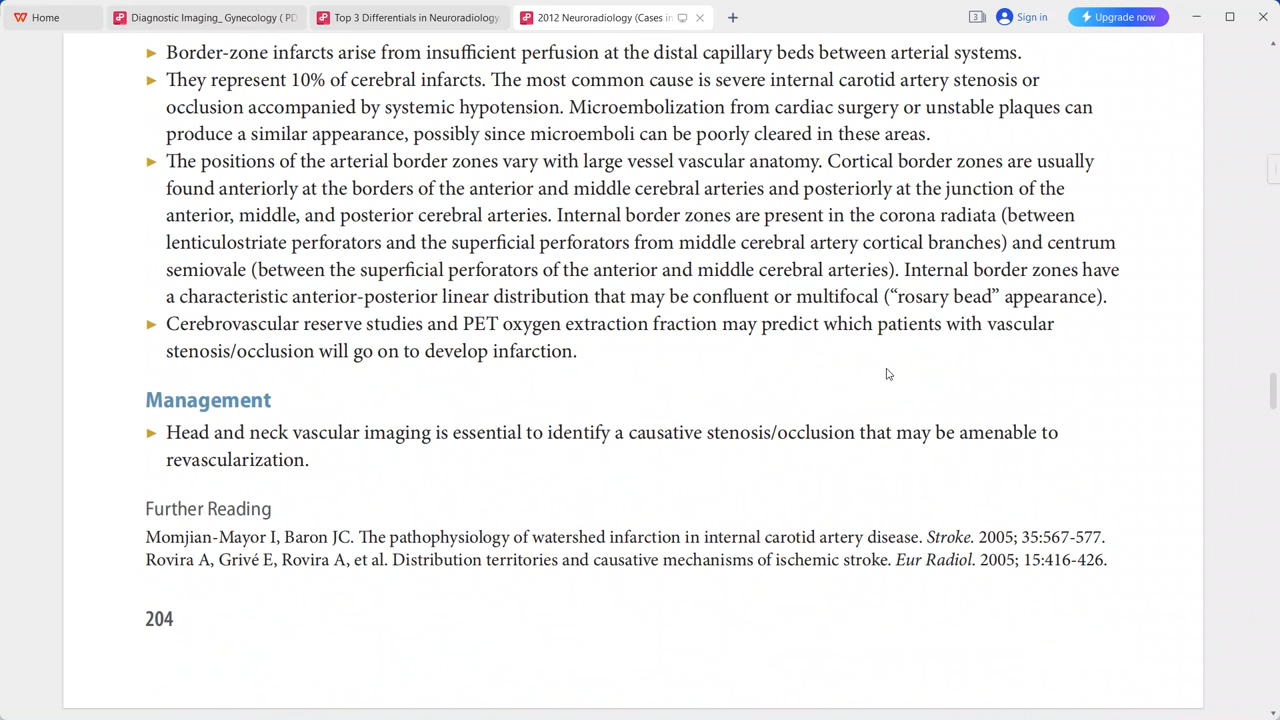 Home
Diagnostic Imaging_ Gynecology ( PD
Top 3 Differentials in Neuroradiology
2012 Neuroradiology (Cases in
3
Sign in
Upgrade now
► Border-zone infarcts arise from insufficient perfusion at the distal capillary beds between arterial systems.
► They represent 10% of cerebral infarcts. The most common cause is severe internal carotid artery stenosis or
occlusion accompanied by systemic hypotension. Microembolization from cardiac surgery or unstable plaques can
produce a similar appearance, possibly since microemboli can be poorly cleared in these areas.
► The positions of the arterial border zones vary with large vessel vascular anatomy. Cortical border zones are usually
found anteriorly at the borders of the anterior and middle cerebral arteries and posteriorly at the junction of the
anterior, middle, and posterior cerebral arteries. Internal border zones are present in the corona radiata (between
lenticulostriate perforators and the superficial perforators from middle cerebral artery cortical branches) and centrum
semiovale (between the superficial perforators of the anterior and middle cerebral arteries). Internal border zones have
a characteristic anterior-posterior linear distribution that may be confluent or multifocal (“rosary bead” appearance).
► Cerebrovascular reserve studies and PET oxygen extraction fraction may predict which patients with vascular
stenosis/occlusion will go on to develop infarction.
Management
► Head and neck vascular imaging is essential to identify a causative stenosis/occlusion that may be amenable to
revascularization.
Further Reading
Momjian-Mayor I, Baron JC. The pathophysiology of watershed infarction in internal carotid artery disease. Stroke. 2005; 35:567-577.
Rovira A, Grivé E, Rovira A, et al. Distribution territories and causative mechanisms of ischemic stroke. Eur Radiol. 2005; 15:416-426.
204